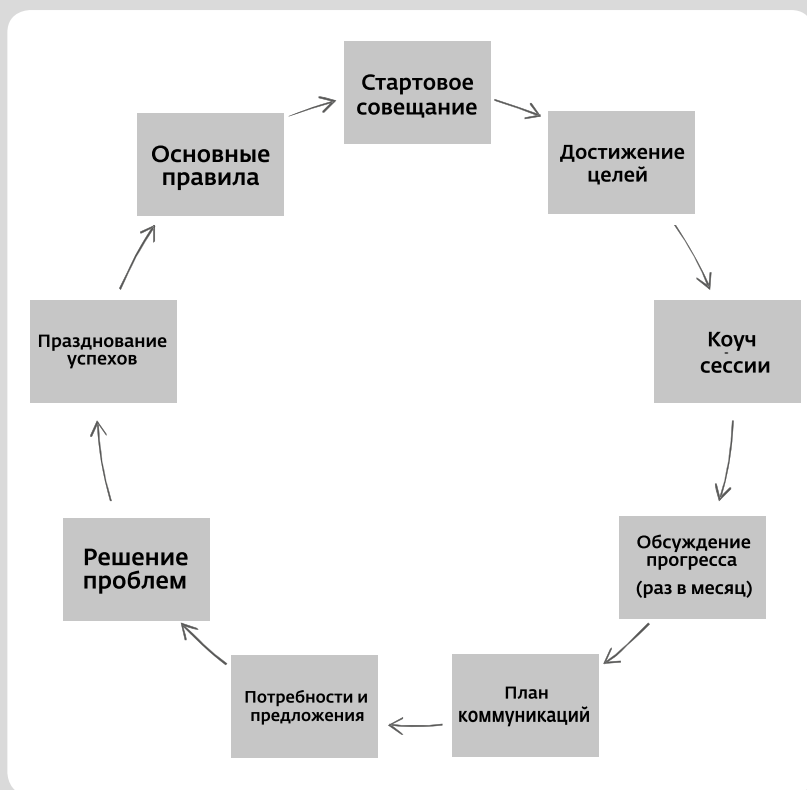 Стартовое
совещание
Достижение
целей
Коуч
-
сессии
Обсуждение
прогресса
(раз в месяц)
План
коммуникаций
Потребности и
предложения
Решение
проблем
Празднование
успехов
Основные
правила